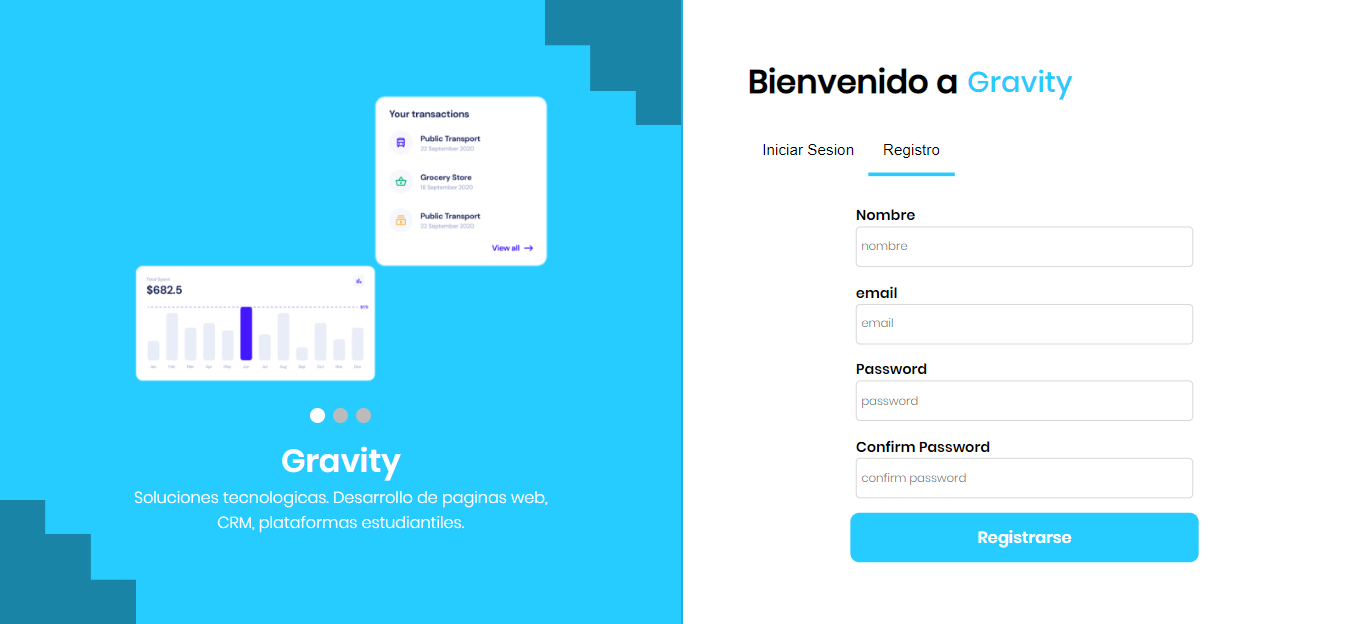 Your transactions
Public Transport
22 September 2020
Grocery Store
18 September 2020
Public Transport
22 September 2020
View all
Total Spend
$682.5
Jan Feb Mar Apr May Jun Jul Aug Sep Oct Nov Dec
Gravity
Soluciones tecnologicas. Desarrollo de paginas web,
CRM, plataformas estudiantiles.
Bienvenido a Gravity
Iniciar Sesion Registro
Nombre
nombre
email
email
Password
password
Confirm Password
confirm password
Registrarse